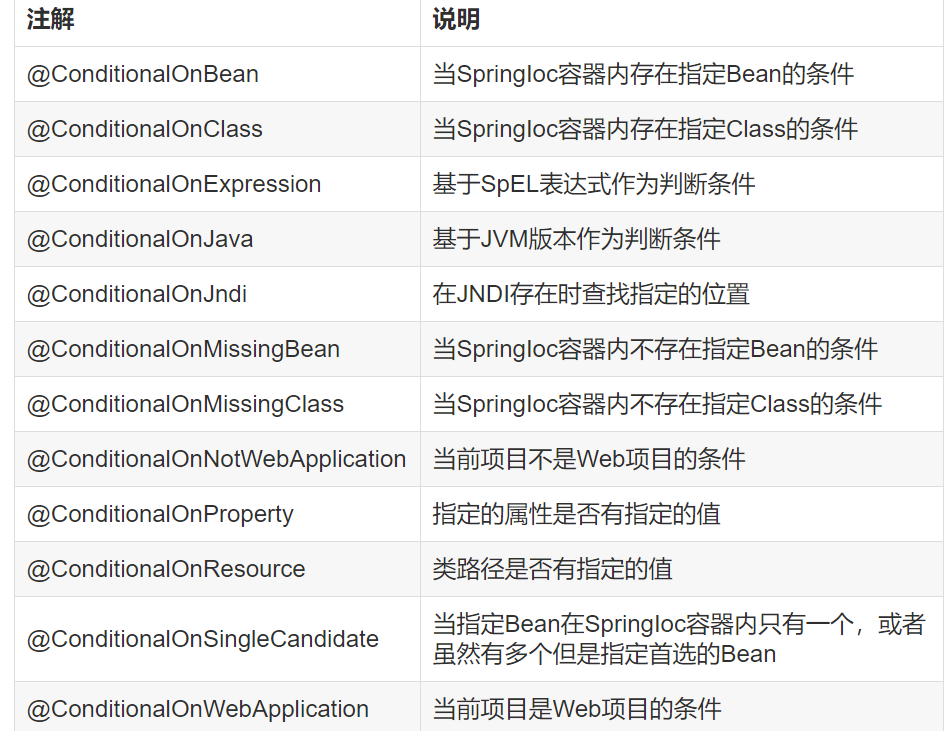 注解 说明
@ConditionalOnBean 当SpringIoc容器内存在指定Bean的条件
@ConditionalOnClass 当SpringIoc容器内存在指定Class的条件
@ConditionalOnExpression 基于SpEL表达式作为判断条件
@ConditionalOnJava 基于JVM版本作为判断条件
@ConditionalOnJndi 在JNDI存在时查找指定的位置
@ConditionalOnMissingBean 当SpringIoc容器内不存在指定Bean的条件
@ConditionalOnMissingClass 当SpringIoc容器内不存在指定Class的条件
@ConditionalOnNotWebApplication 当前项目不是Web项目的条件
@ConditionalOnProperty 指定的属性是否有指定的值
@ConditionalOnResource 类路径是否有指定的值
@ConditionalOnSingleCandidate 当指定Bean在SpringIoc容器内只有一个，或者
虽然有多个但是指定首选的Bean
@ConditionalOnWebApplication 当前项目是Web项目的条件